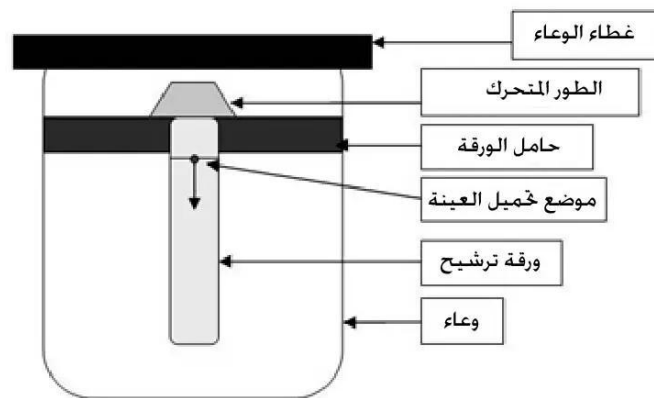 غطاء الوعاء
الطور المتحرك
حامل الورقة
موضع تحميل العينة
ورقة ترشيح
وعاء